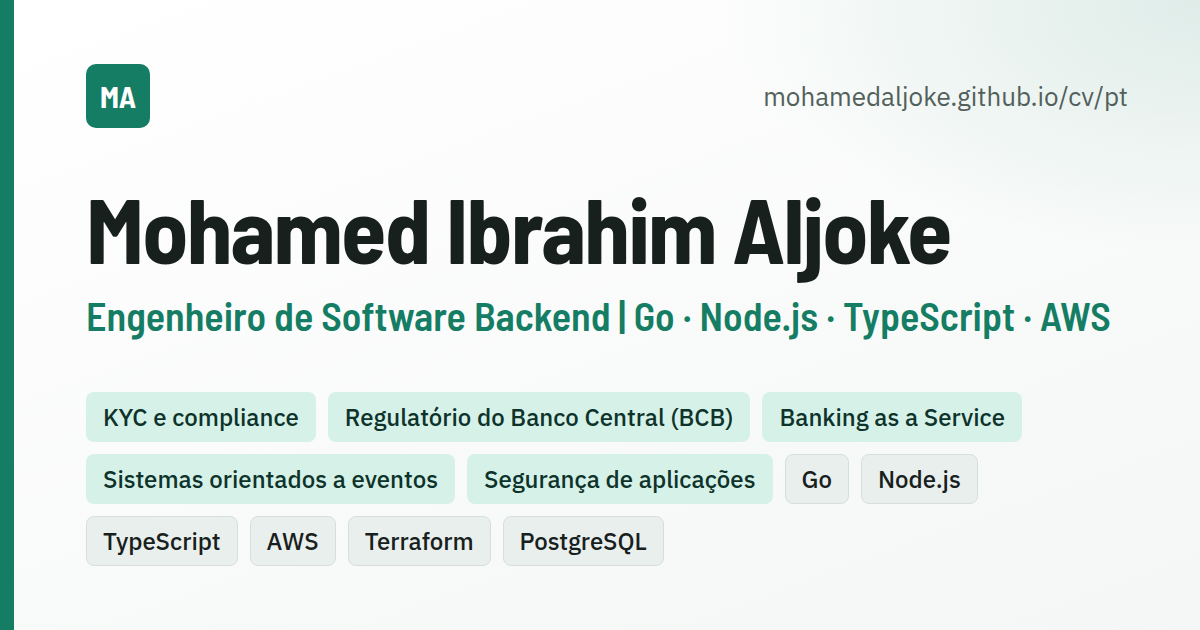 MA
mohamedaljoke.github.io/cv/pt
Mohamed Ibrahim Aljoke
Engenheiro de Software Backend | Go · Node.js · TypeScript · AWS
KYC e compliance Regulatório do Banco Central (BCB) Banking as a Service
Sistemas orientados a eventos Segurança de aplicações Go Node.js
TypeScript AWS Terraform PostgreSQL